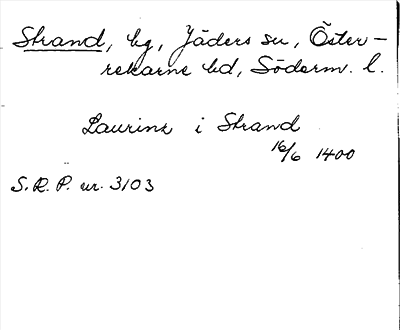 Strand, bg, Jäders sn, Öster-
rekarne hd, Söderm. l.
Laurinz i Strand
16/6 1400
S.R.P. nr. 3103